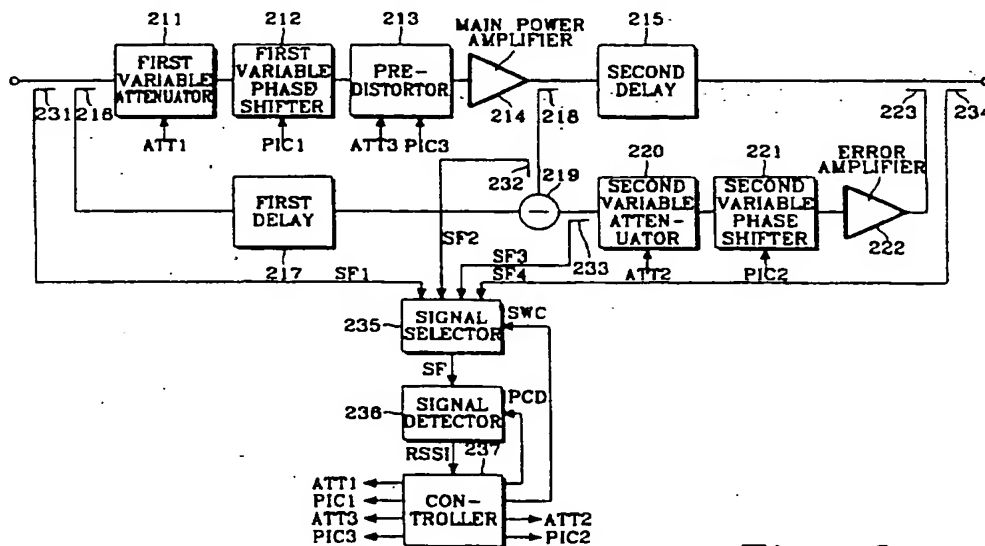 211
212
213
MAIN POWER
AMPLIFIER
215
FIRST
VARIABLE
ATTENUATOR
FIRST
VARIABLE
PHASE
SHIFTER
PRE-
DISTORTOR
SECOND
DELAY
231
216
214
218
223
234
ATT1
PIC1
ATT3
PIC3
232
219
220
221
ERROR
AMPLIFIER
FIRST
DELAY
SECOND
VARIABLE
ATTEN-
UATOR
SECOND
VARIABLE
PHASE
SHIFTER
222
217
SF1
SF2
SF3
SF4
233
ATT2
PIC2
235
SIGNAL
SELECTOR
SWC
SF
PCD
236
SIGNAL
DETECTOR
RSSI
237
CON-
TROLLER
ATT1
PIC1
ATT3
PIC3
ATT2
PIC2